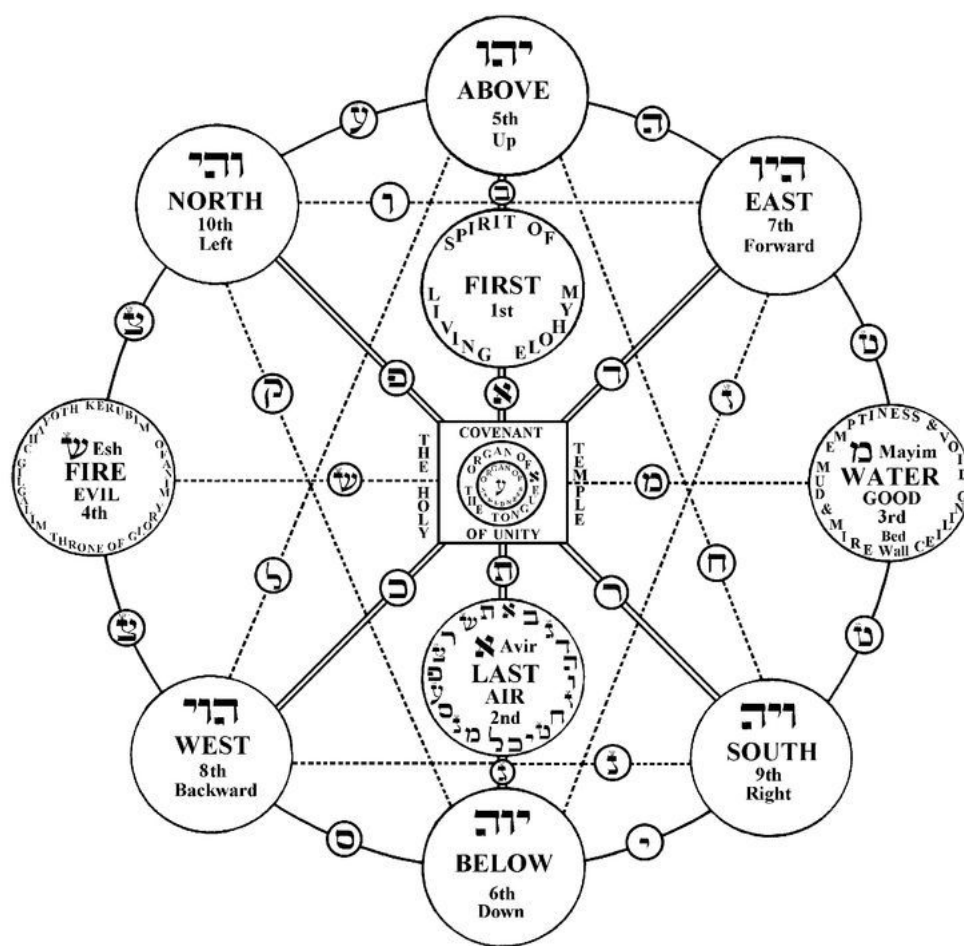 יהו
ABOVE
5th
Up
ע
ה
והי
NORTH
10th
Left
היו
EAST
7th
Forward
ו
ב
SPIRIT OF
FIRST
1st
LIVING ELOHYM
צ
ט
ק
פ
א
ד
ז
KERUBIM OFANIM
ש Esh
FIRE
EVIL
4th
THRONE OF GLORY
ש
COVENANT
THE HOLY
TEMPLE
ORGAN OF
ע
THE TONGUE
OF UNITY
מ
EMPTINESS & VOID
מ Mayim
WATER
GOOD
3rd
Bed
Wall
CEILING
MUD & MIRE
ל
כ
ת
ר
ח
צ
ט
א Avir
LAST
AIR
2nd
הוי
WEST
8th
Backward
ויה
SOUTH
9th
Right
נ
ג
ס
י
יוה
BELOW
6th
Down